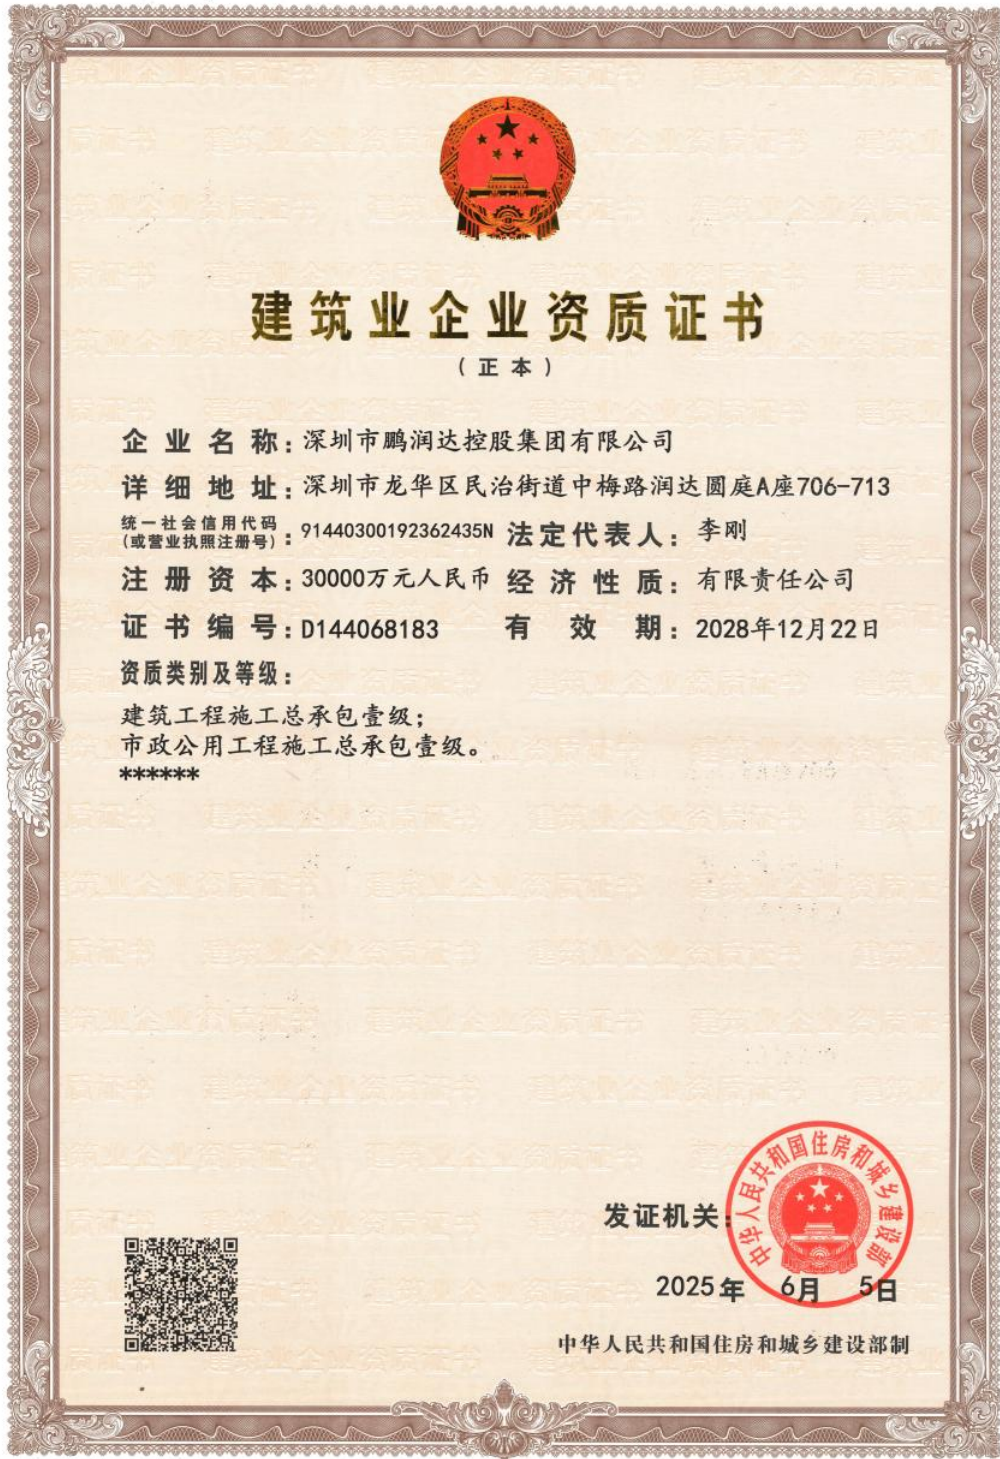 建筑业企业资质证书
（正本）
企业名称：深圳市鹏润达控股集团有限公司
详细地址：深圳市龙华区民治街道中梅路润达圆庭A座706-713
统一社会信用代码
(或营业执照注册号)：91440300192362435N 法定代表人：李刚
注册资本：30000万元人民币 经济性质：有限责任公司
证书编号：D144068183 有效期：2028年12月22日
资质类别及等级：
建筑工程施工总承包壹级；
市政公用工程施工总承包壹级。
******
发证机关：
中华人民共和国住房和城乡建设部
2025年 6月 5日
中华人民共和国住房和城乡建设部制